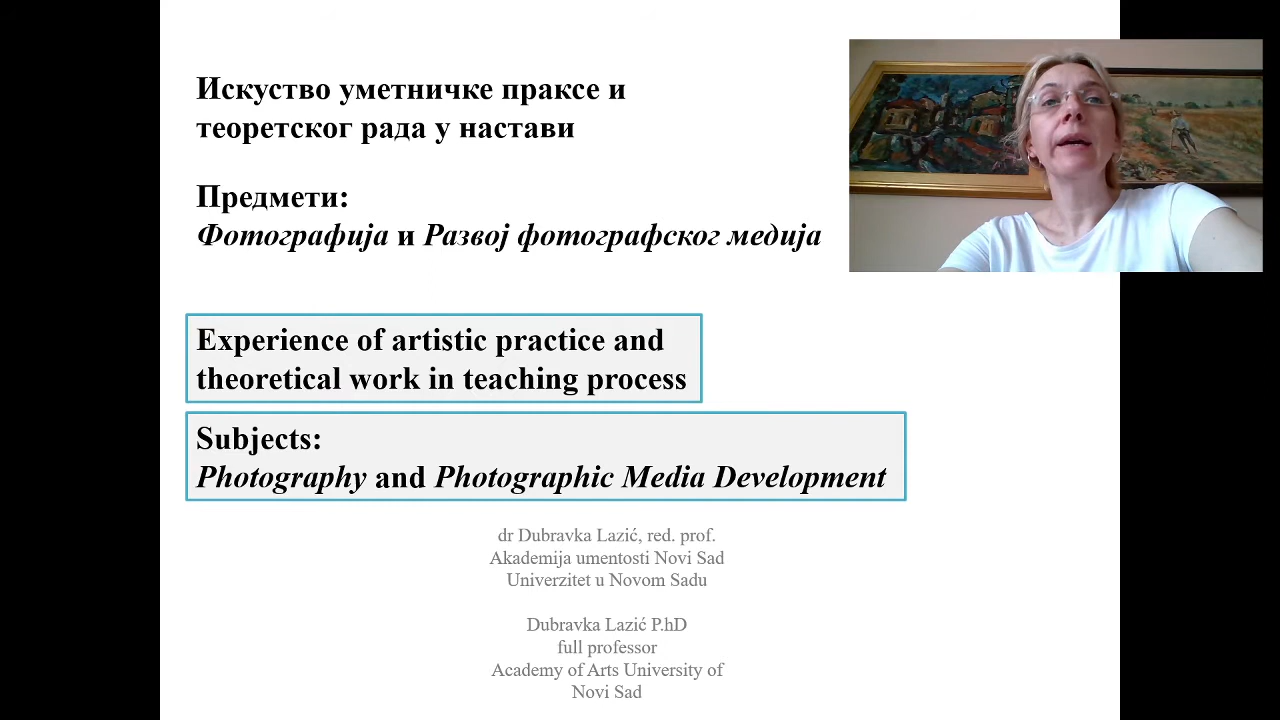 Искуство уметничке праксе и
теоретског рада у настави
Предмети:
Фотографија и Развој фотографског медија
Experience of artistic practice and
theoretical work in teaching process
Subjects:
Photography and Photographic Media Development
dr Dubravka Lazić, red. prof.
Akademija umentosti Novi Sad
Univerzitet u Novom Sadu
Dubravka Lazić P.hD
full professor
Academy of Arts University of
Novi Sad